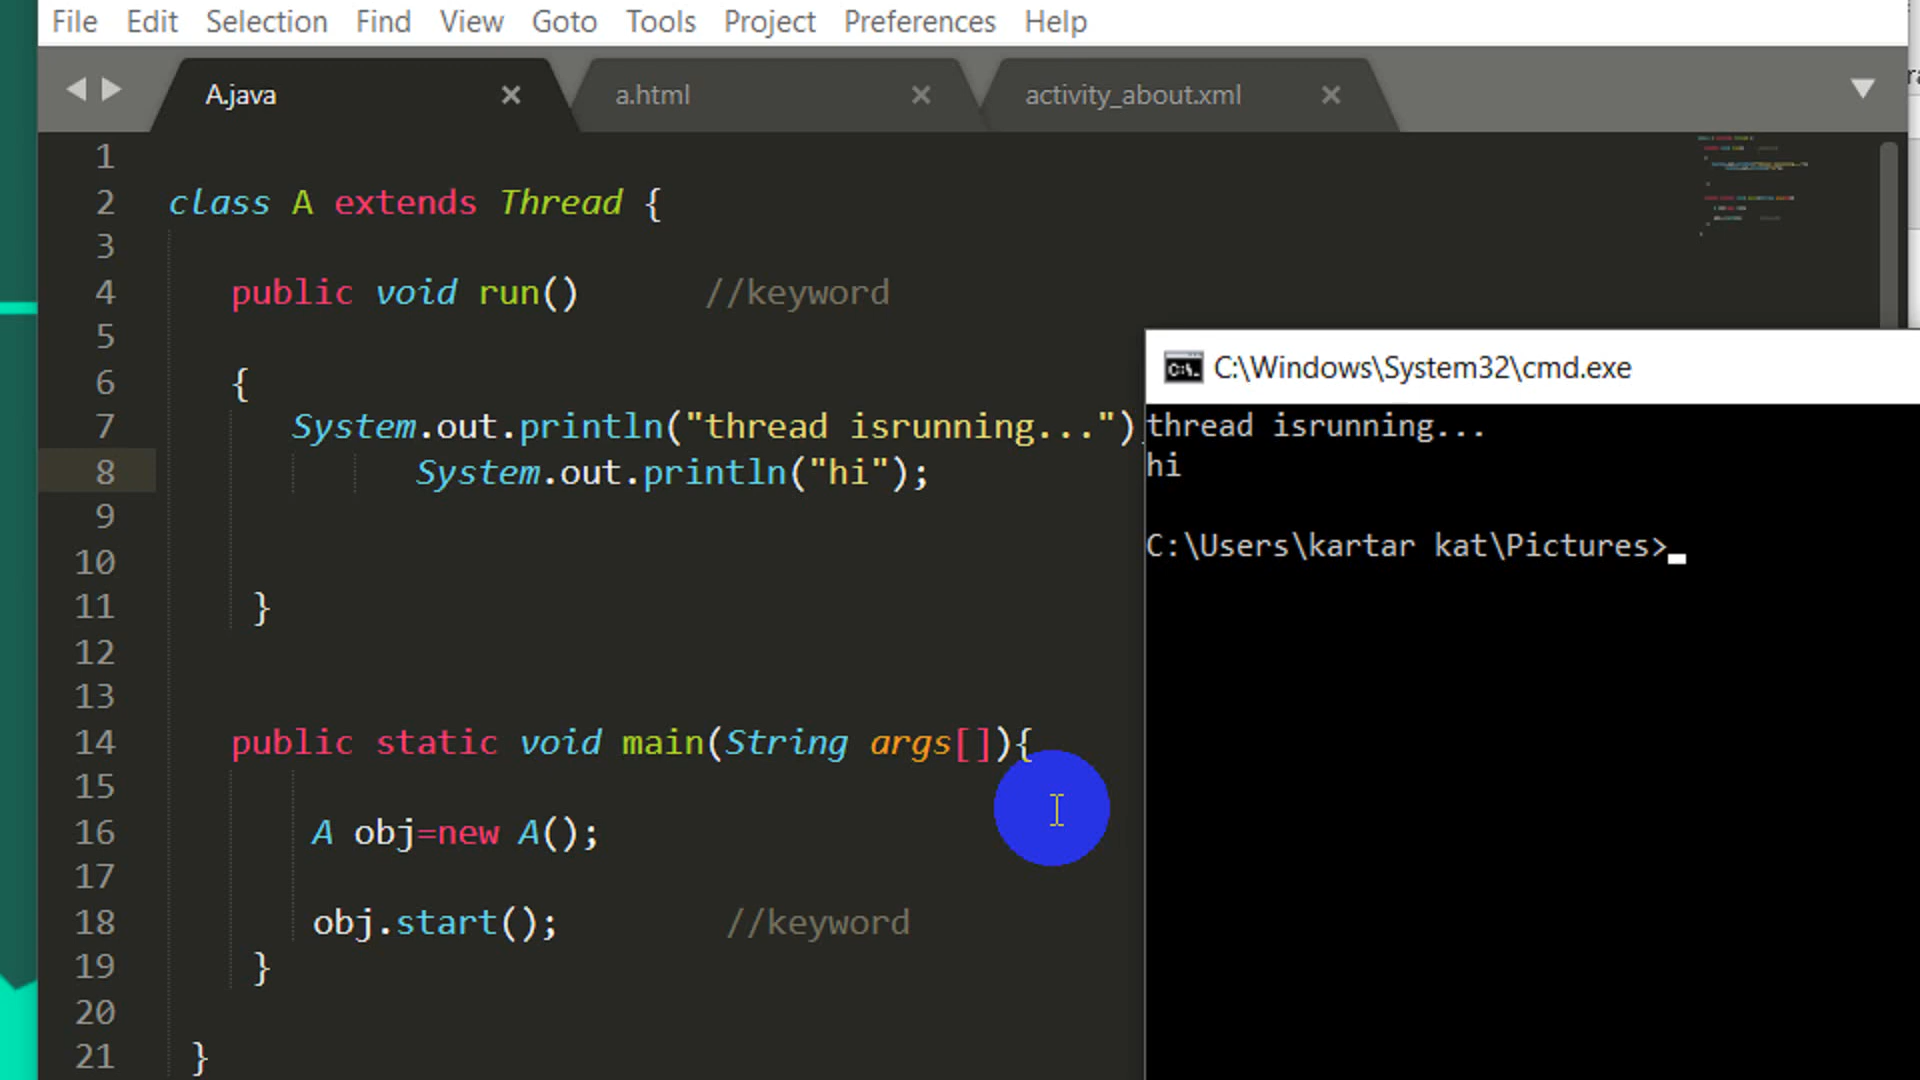 File Edit Selection Find View Goto Tools Project Preferences Help
A.java a.html activity_about.xml
1
2 class A extends Thread {
3
4 public void run() //keyword
5
6 {
7 System.out.println("thread isrunning...")
8 System.out.println("hi");
9
10
11 }
12
13
14 public static void main(String args[]){
15
16 A obj=new A();
17
18 obj.start(); //keyword
19 }
20
21 }
C:\Windows\System32\cmd.exe
thread isrunning...
hi
C:\Users\kartar kat\Pictures>